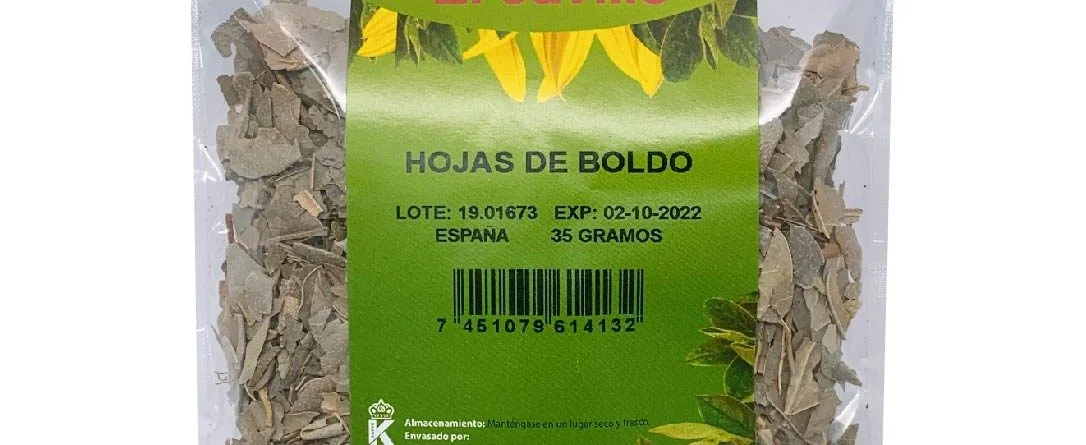 HOJAS DE BOLDO
LOTE: 19.01673 EXP: 02-10-2022
ESPAÑA 35 GRAMOS
7 451079 614132
K
Almacenamiento: Manténgase en un lugar seco y fresco.
Envasado por: